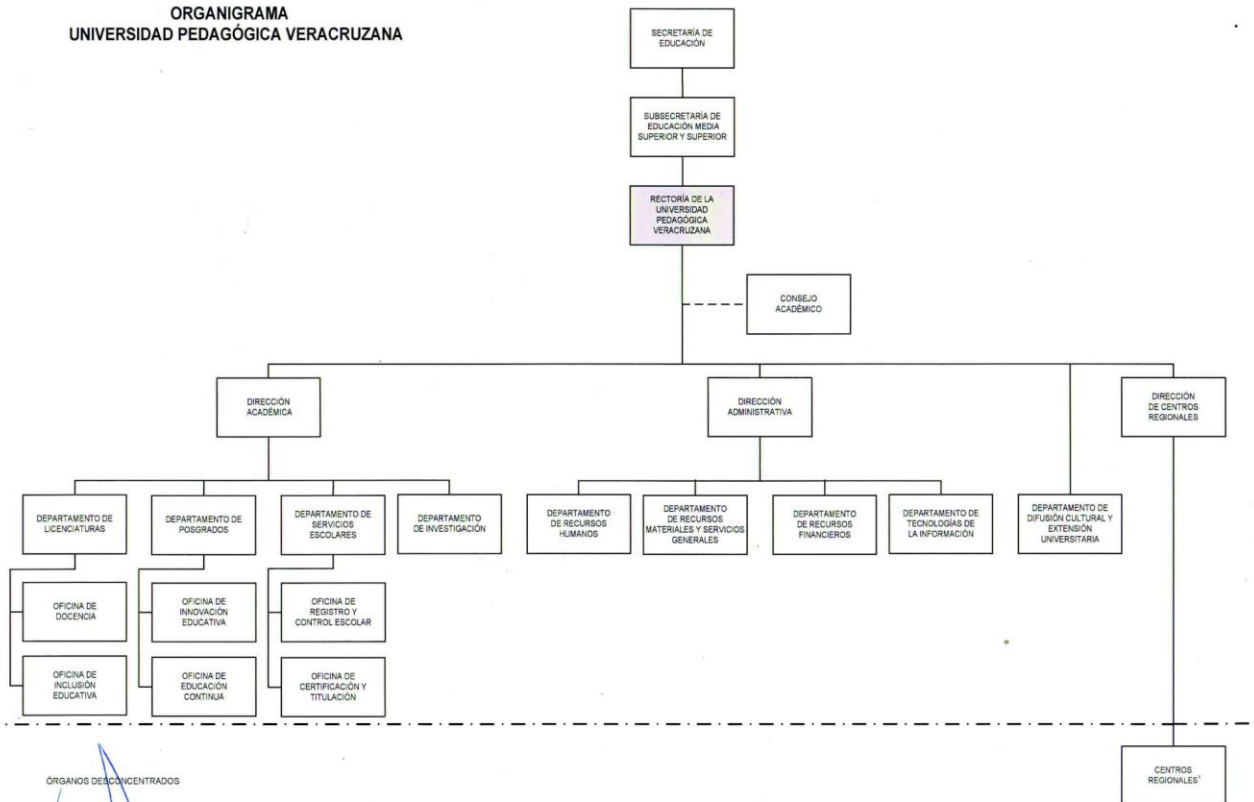 ORGANIGRAMA
UNIVERSIDAD PEDAGÓGICA VERACRUZANA
SECRETARÍA DE
EDUCACIÓN
SUBSECRETARÍA DE
EDUCACIÓN MEDIA
SUPERIOR Y SUPERIOR
RECTORÍA DE LA
UNIVERSIDAD
PEDAGÓGICA
VERACRUZANA
CONSEJO
ACADÉMICO
DIRECCIÓN
ACADÉMICA
DIRECCIÓN
ADMINISTRATIVA
DIRECCIÓN
DE CENTROS
REGIONALES
DEPARTAMENTO DE
LICENCIATURAS
DEPARTAMENTO DE
POSGRADOS
DEPARTAMENTO DE
SERVICIOS
ESCOLARES
DEPARTAMENTO
DE INVESTIGACIÓN
DEPARTAMENTO
DE RECURSOS
HUMANOS
DEPARTAMENTO
DE RECURSOS
MATERIALES Y SERVICIOS
GENERALES
DEPARTAMENTO
DE RECURSOS
FINANCIEROS
DEPARTAMENTO DE
TECNOLOGÍAS DE
LA INFORMACIÓN
DEPARTAMENTO DE
DIFUSIÓN CULTURAL Y
EXTENSIÓN
UNIVERSITARIA
OFICINA DE
DOCENCIA
OFICINA DE
INNOVACIÓN
EDUCATIVA
OFICINA DE
REGISTRO Y
CONTROL ESCOLAR
OFICINA DE
INCLUSIÓN
EDUCATIVA
OFICINA DE
EDUCACIÓN
CONTINUA
OFICINA DE
CERTIFICACIÓN Y
TITULACIÓN
ÓRGANOS DESCONCENTRADOS
CENTROS
REGIONALES¹